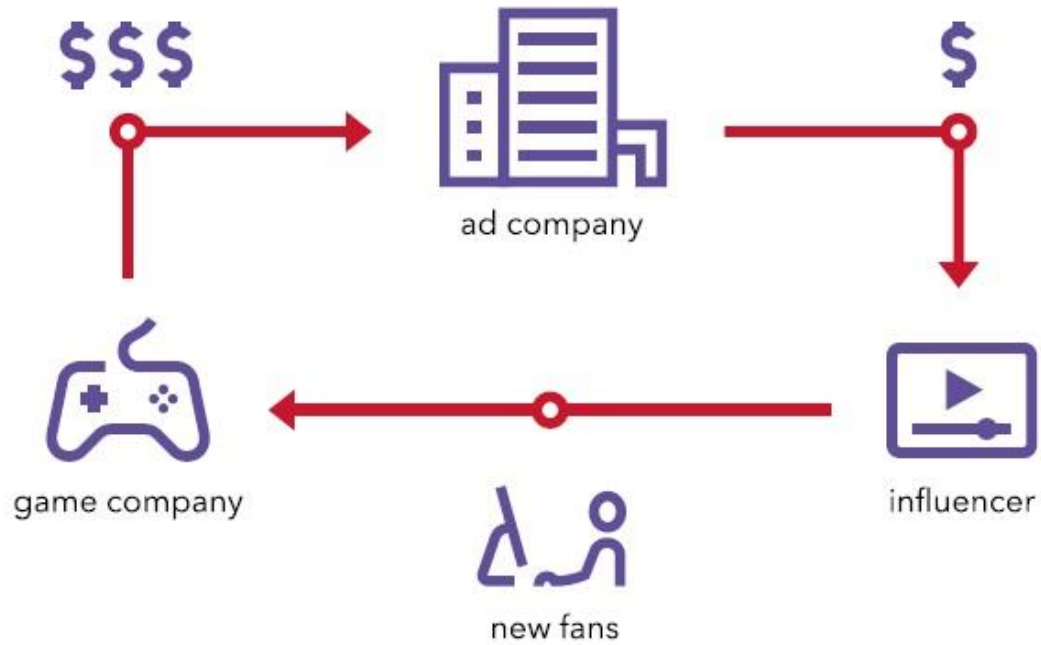 $$$
$
ad company
game company
influencer
new fans